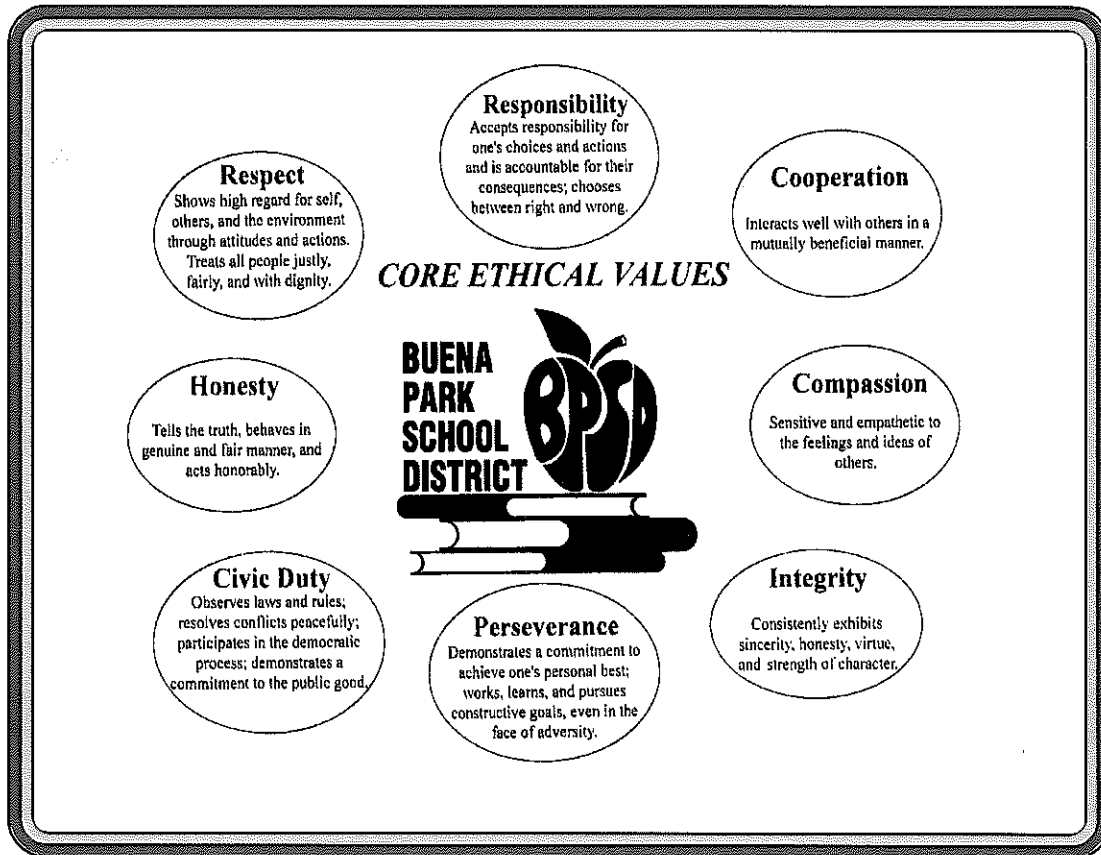 Responsibility
Accepts responsibility for
one's choices and actions
and is accountable for their
consequences; chooses
between right and wrong.
Cooperation
Interacts well with others in a
mutually beneficial manner.
Respect
Shows high regard for self,
others, and the environment
through attitudes and actions.
Treats all people justly,
fairly, and with dignity.
CORE ETHICAL VALUES
BUENA
PARK
SCHOOL
DISTRICT
BPSD
Honesty
Tells the truth, behaves in
genuine and fair manner, and
acts honorably.
Compassion
Sensitive and empathetic to
the feelings and ideas of
others.
Civic Duty
Observes laws and rules;
resolves conflicts peacefully;
participates in the democratic
process; demonstrates a
commitment to the public good.
Perseverance
Demonstrates a commitment to
achieve one's personal best;
works, learns, and pursues
constructive goals, even in the
face of adversity.
Integrity
Consistently exhibits
sincerity, honesty, virtue,
and strength of character.